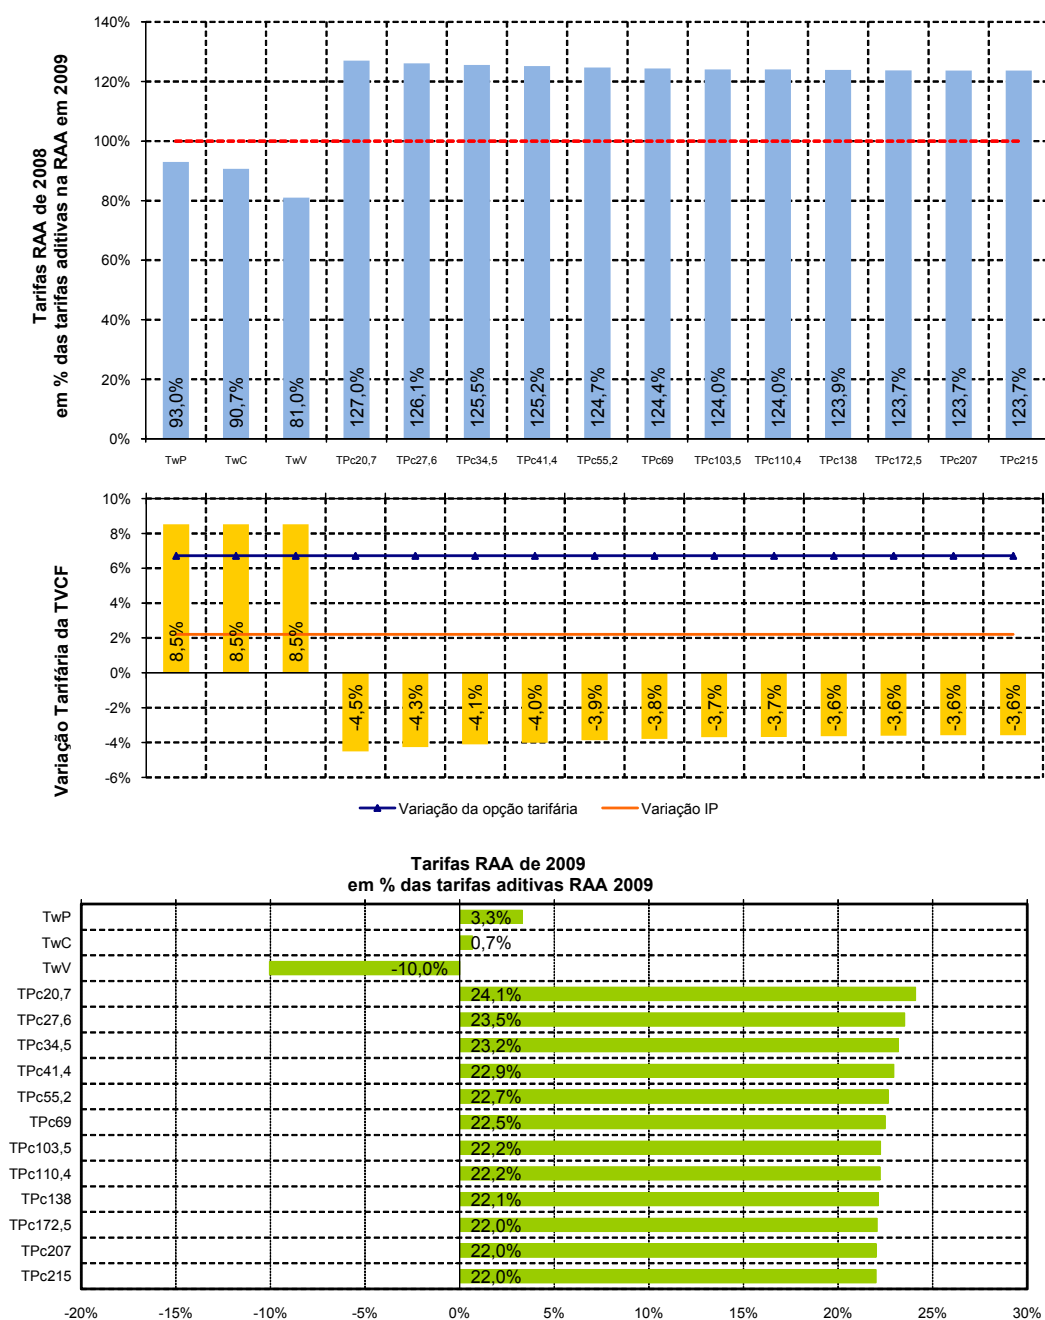 Tarifas RAA de 2008
em % das tarifas aditivas na RAA em 2009
140%
120%
100%
80%
60%
40%
20%
0%
93,0% 90,7% 81,0% 127,0% 126,1% 125,5% 125,2% 124,7% 124,4% 124,0% 124,0% 123,9% 123,7% 123,7% 123,7%
TwP TwC TwV TPc20,7 TPc27,6 TPc34,5 TPc41,4 TPc55,2 TPc69 TPc103,5 TPc110,4 TPc138 TPc172,5 TPc207 TPc215
Variação Tarifária da TVCF
10%
8%
6%
4%
2%
0%
-2%
-4%
-6%
8,5% 8,5% 8,5% -4,5% -4,3% -4,1% -4,0% -3,9% -3,8% -3,7% -3,7% -3,6% -3,6% -3,6% -3,6%
Variação da opção tarifária Variação IP
Tarifas RAA de 2009
em % das tarifas aditivas RAA 2009
TwP 3,3%
TwC 0,7%
TwV -10,0%
TPc20,7 24,1%
TPc27,6 23,5%
TPc34,5 23,2%
TPc41,4 22,9%
TPc55,2 22,7%
TPc69 22,5%
TPc103,5 22,2%
TPc110,4 22,2%
TPc138 22,1%
TPc172,5 22,0%
TPc207 22,0%
TPc215 22,0%
-20% -15% -10% -5% 0% 5% 10% 15% 20% 25% 30%